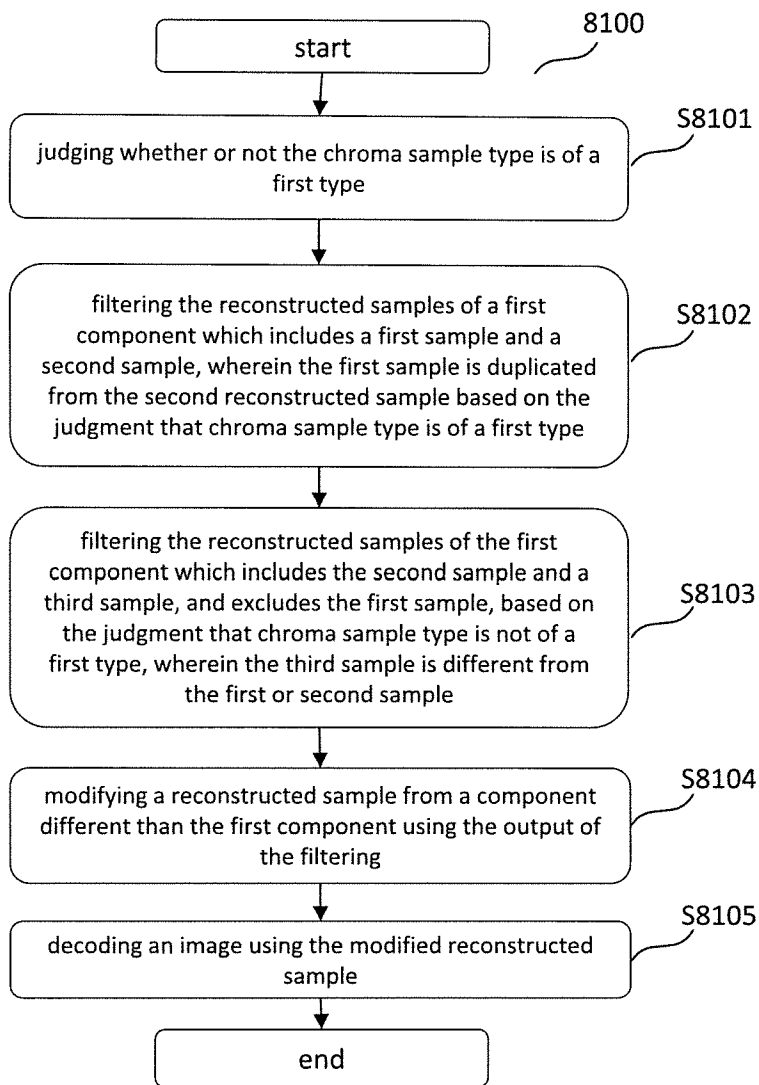 8100
start
S8101
judging whether or not the chroma sample type is of a
first type
S8102
filtering the reconstructed samples of a first
component which includes a first sample and a
second sample, wherein the first sample is duplicated
from the second reconstructed sample based on the
judgment that chroma sample type is of a first type
S8103
filtering the reconstructed samples of the first
component which includes the second sample and a
third sample, and excludes the first sample, based on
the judgment that chroma sample type is not of a
first type, wherein the third sample is different from
the first or second sample
S8104
modifying a reconstructed sample from a component
different than the first component using the output of
the filtering
S8105
decoding an image using the modified reconstructed
sample
end